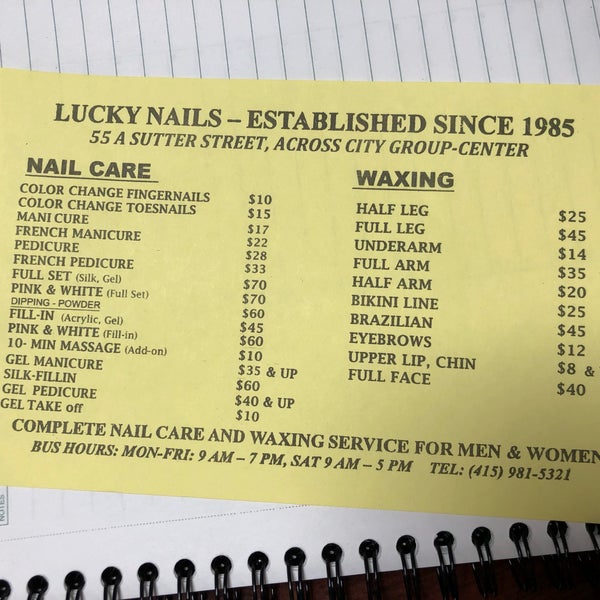 LUCKY NAILS – ESTABLISHED SINCE 1985
55 A SUTTER STREET, ACROSS CITY GROUP-CENTER
NAIL CARE
COLOR CHANGE FINGERNAILS $10
COLOR CHANGE TOESNAILS $15
MANI CURE $17
FRENCH MANICURE $22
PEDICURE $28
FRENCH PEDICURE $33
FULL SET (Silk, Gel) $70
PINK & WHITE (Full Set) $70
DIPPING - POWDER $60
FILL-IN (Acrylic, Gel) $45
PINK & WHITE (Fill-in) $60
10- MIN MASSAGE (Add-on) $10
GEL MANICURE $35 & UP
SILK-FILLIN $60
GEL PEDICURE $40 & UP
GEL TAKE off $10
WAXING
HALF LEG $25
FULL LEG $45
UNDERARM $14
FULL ARM $35
HALF ARM $20
BIKINI LINE $25
BRAZILIAN $45
EYEBROWS $12
UPPER LIP, CHIN $8 &
FULL FACE $40
COMPLETE NAIL CARE AND WAXING SERVICE FOR MEN & WOMEN
BUS HOURS: MON-FRI: 9 AM – 7 PM, SAT 9 AM – 5 PM TEL: (415) 981-5321
NOTES